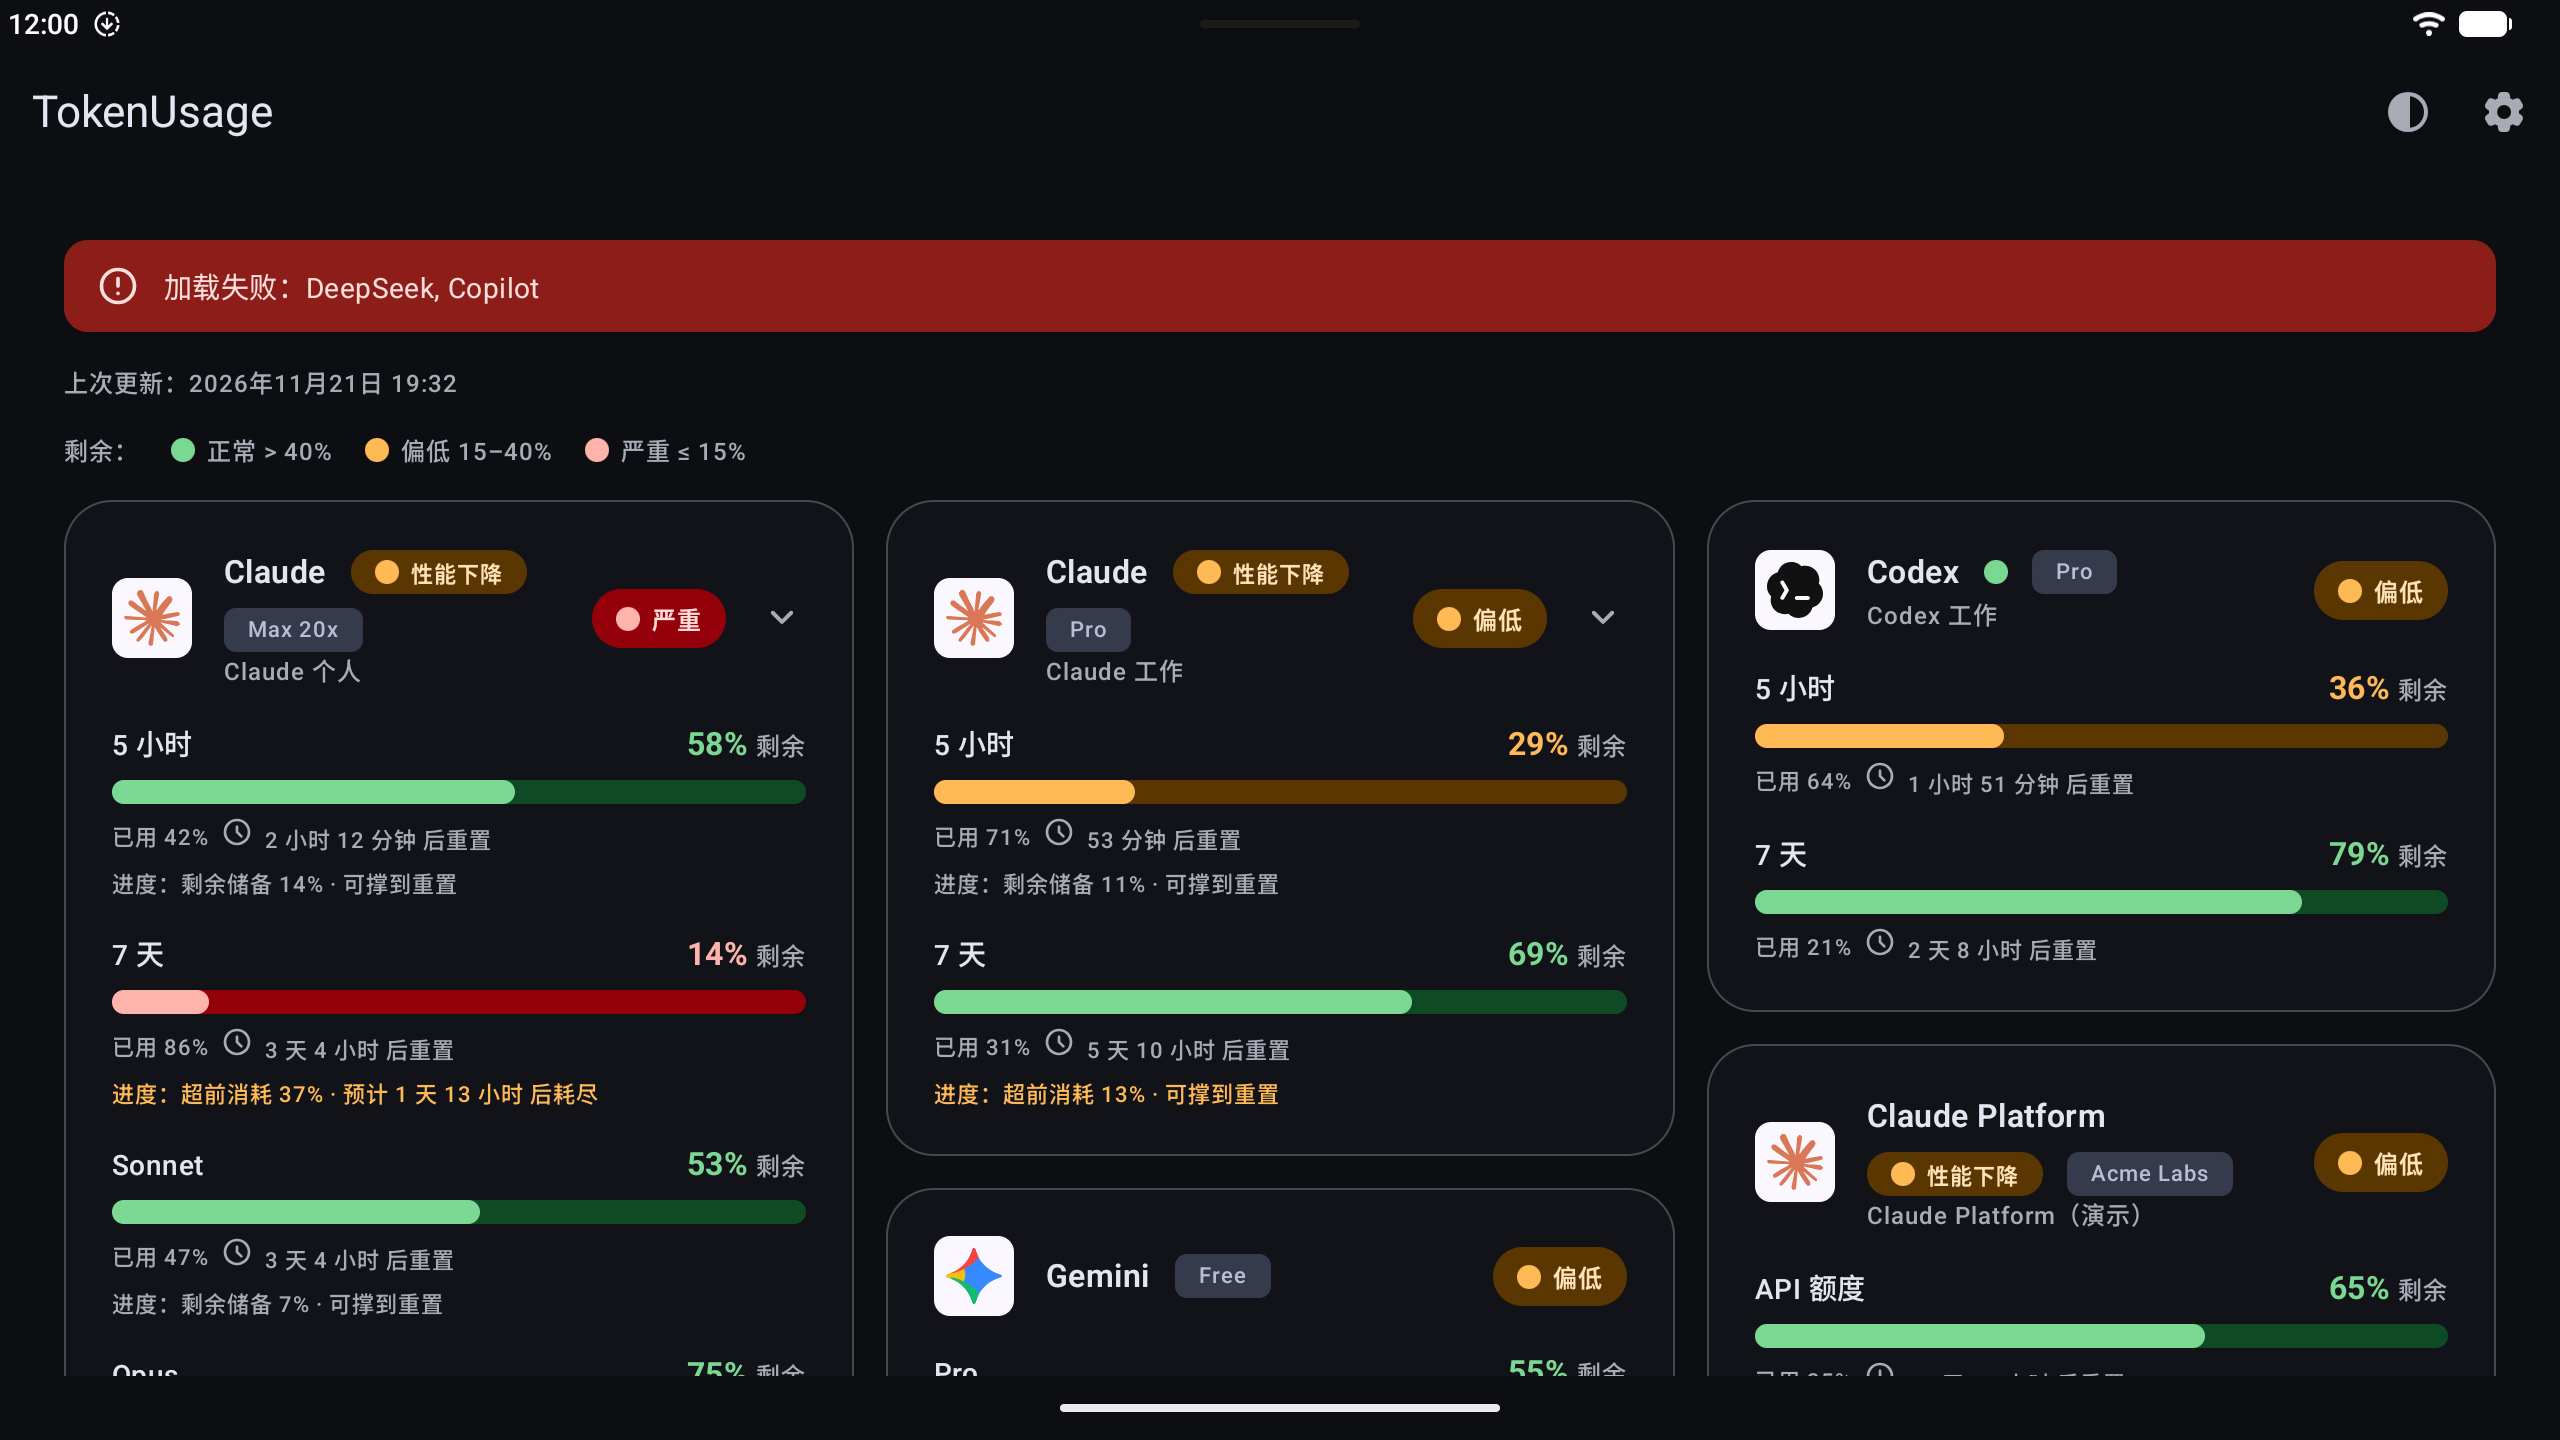 12:00
TokenUsage
加载失败：DeepSeek, Copilot
上次更新：2026年11月21日 19:32
剩余： 正常 > 40% 偏低 15–40% 严重 ≤ 15%
Claude 性能下降
Max 20x
Claude 个人
严重
5 小时 58% 剩余
已用 42% 2 小时 12 分钟 后重置
进度：剩余储备 14% · 可撑到重置
7 天 14% 剩余
已用 86% 3 天 4 小时 后重置
进度：超前消耗 37% · 预计 1 天 13 小时 后耗尽
Sonnet 53% 剩余
已用 47% 3 天 4 小时 后重置
进度：剩余储备 7% · 可撑到重置
Opus 75% 剩余
Claude 性能下降
Pro
Claude 工作
偏低
5 小时 29% 剩余
已用 71% 53 分钟 后重置
进度：剩余储备 11% · 可撑到重置
7 天 69% 剩余
已用 31% 5 天 10 小时 后重置
进度：超前消耗 13% · 可撑到重置
Gemini Free 偏低
Pro 55% 剩余
Codex Pro
Codex 工作
偏低
5 小时 36% 剩余
已用 64% 1 小时 51 分钟 后重置
7 天 79% 剩余
已用 21% 2 天 8 小时 后重置
Claude Platform
性能下降 Acme Labs
Claude Platform（演示）
偏低
API 额度 65% 剩余